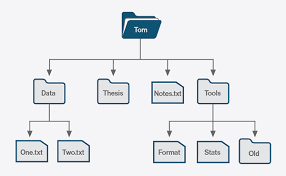 Tom
Data Thesis Notes.txt Tools
One.txt Two.txt Format Stats Old